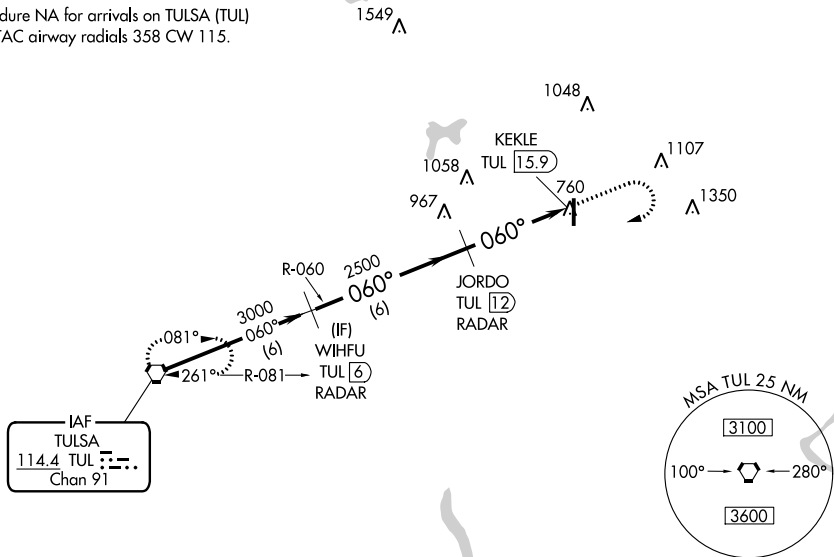 dure NA for arrivals on TULSA (TUL)
TAC airway radials 358 CW 115.
1549
1048
KEKLE
TUL 15.9
1107
1058
760
1350
967
060°
R-060
2500
060°
(6)
JORDO
TUL 12
RADAR
3000
060°
(6)
(IF)
WIHFU
TUL 6
RADAR
081°
261°
R-081
IAF
TULSA
114.4 TUL
Chan 91
MSA TUL 25 NM
3100
100°
280°
3600